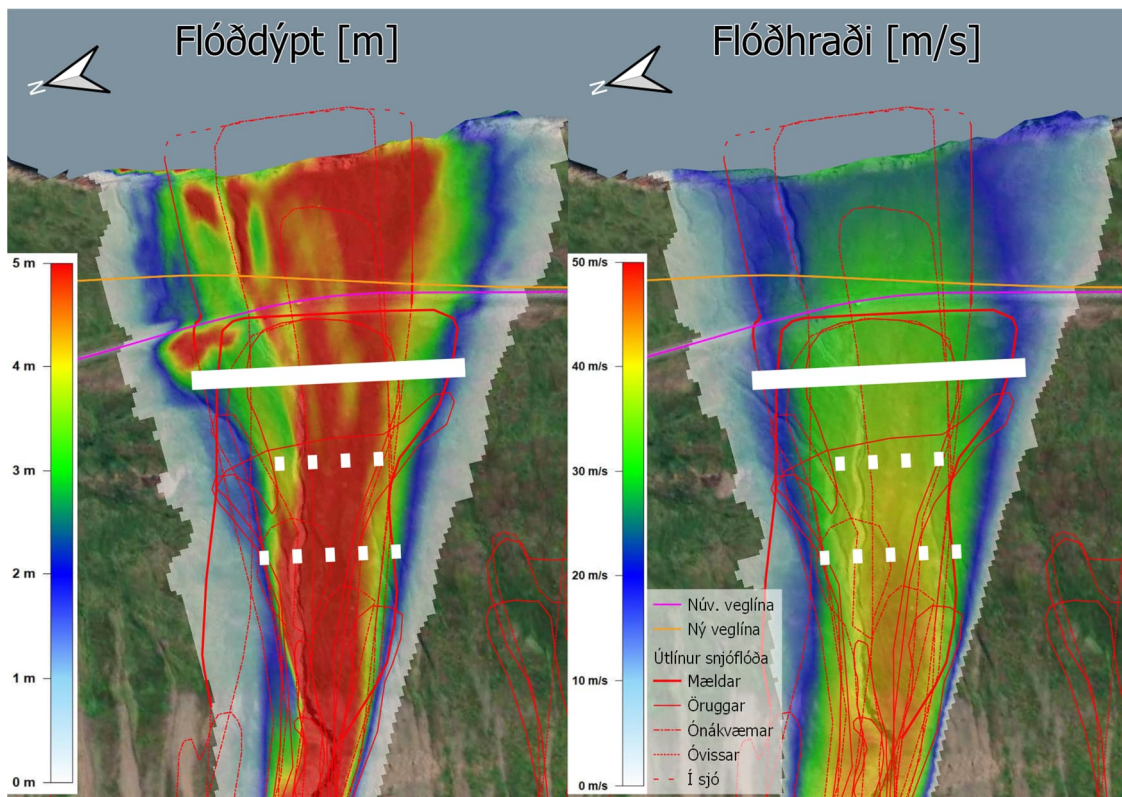 Flóðdýpt [m]
N
5 m
4 m
3 m
2 m
1 m
0 m
Flóðhraði [m/s]
N
50 m/s
40 m/s
30 m/s
20 m/s
10 m/s
0 m/s
Núv. veglína
Ný veglína
Útlínur snjóflóða
Mældar
Öruggar
Ónákvæmar
Óvissar
Í sjó